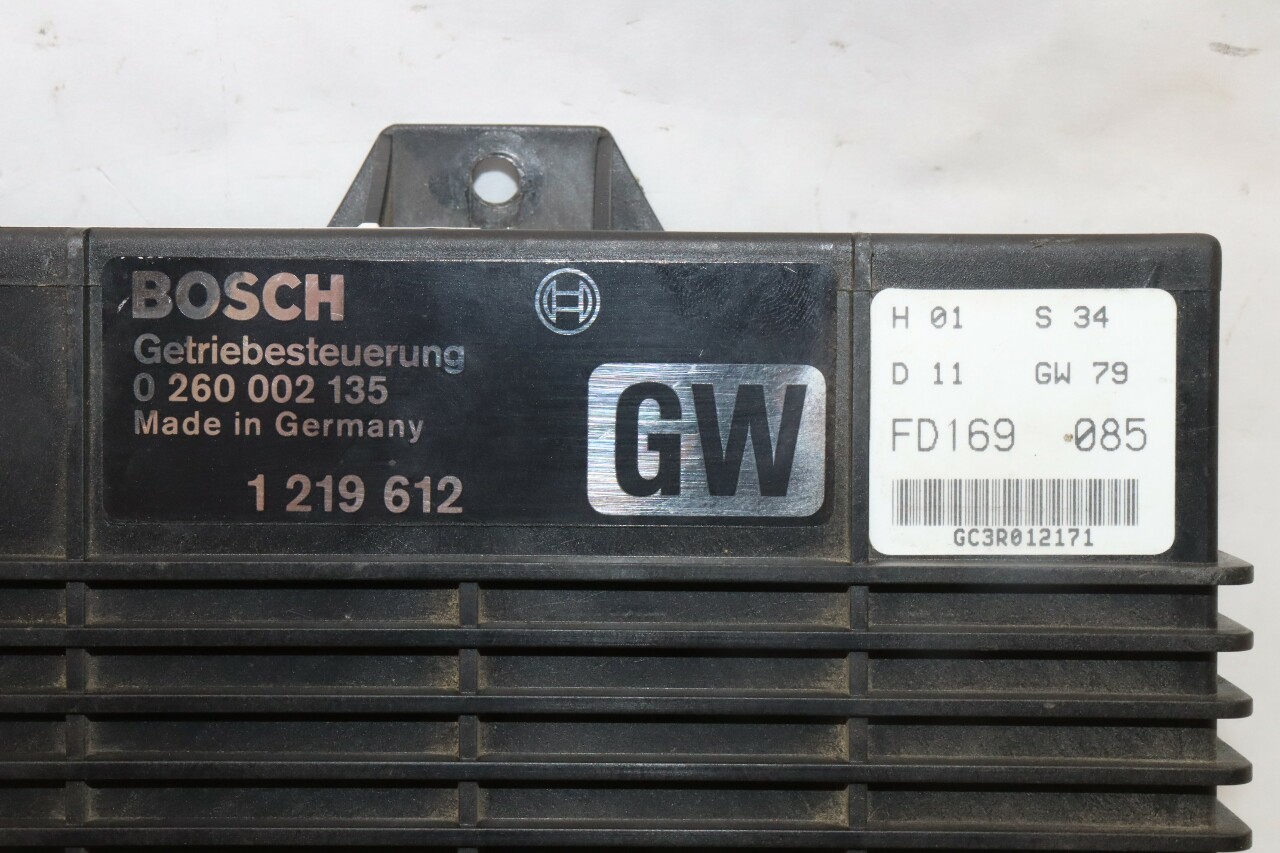 BOSCH
Getriebesteuerung
0 260 002 135
Made in Germany
1 219 612
GW
H 01 S 34
D 11 GW 79
FD169 085
GC3R012171